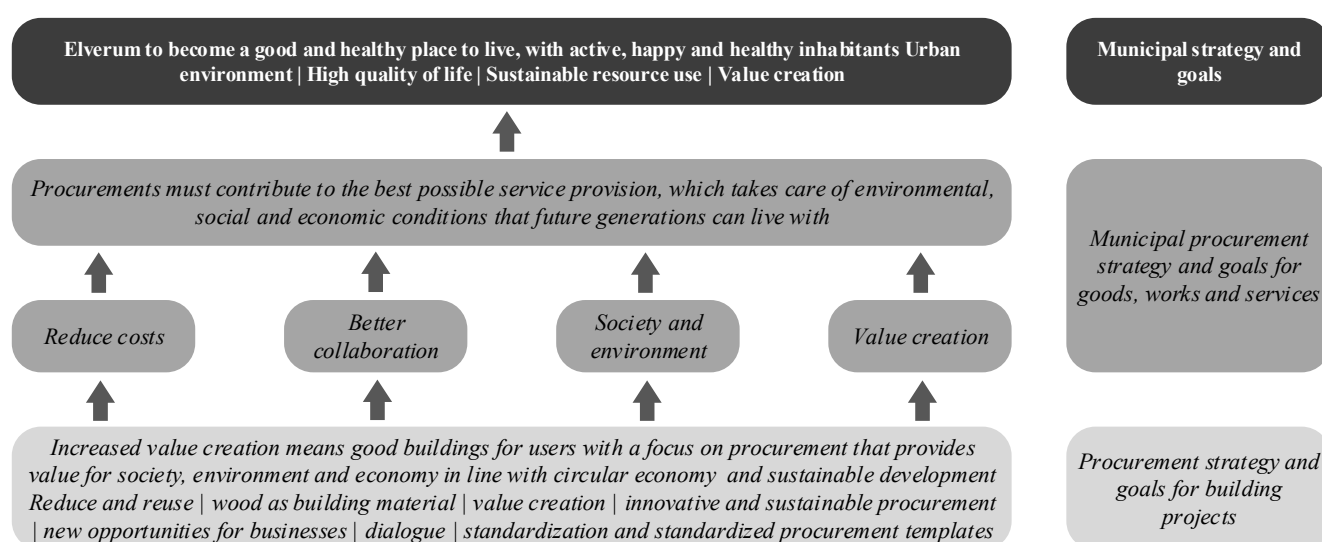 Elverum to become a good and healthy place to live, with active, happy and healthy inhabitants Urban
environment | High quality of life | Sustainable resource use | Value creation
Municipal strategy and
goals
Procurements must contribute to the best possible service provision, which takes care of environmental,
social and economic conditions that future generations can live with
Municipal procurement
strategy and goals for
goods, works and services
Reduce costs
Better
collaboration
Society and
environment
Value creation
Increased value creation means good buildings for users with a focus on procurement that provides
value for society, environment and economy in line with circular economy and sustainable development
Reduce and reuse | wood as building material | value creation | innovative and sustainable procurement
| new opportunities for businesses | dialogue | standardization and standardized procurement templates
Procurement strategy and
goals for building
projects